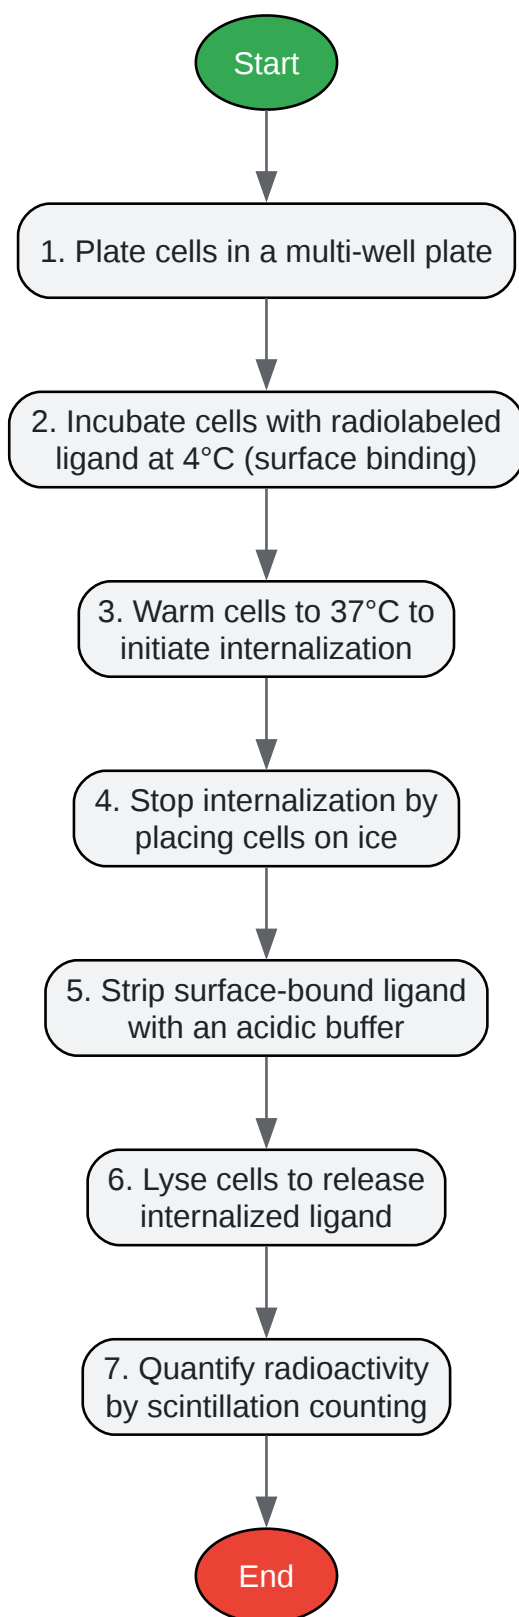 Start
1. Plate cells in a multi-well plate
2. Incubate cells with radiolabeled
ligand at 4°C (surface binding)
3. Warm cells to 37°C to
initiate internalization
4. Stop internalization by
placing cells on ice
5. Strip surface-bound ligand
with an acidic buffer
6. Lyse cells to release
internalized ligand
7. Quantify radioactivity
by scintillation counting
End